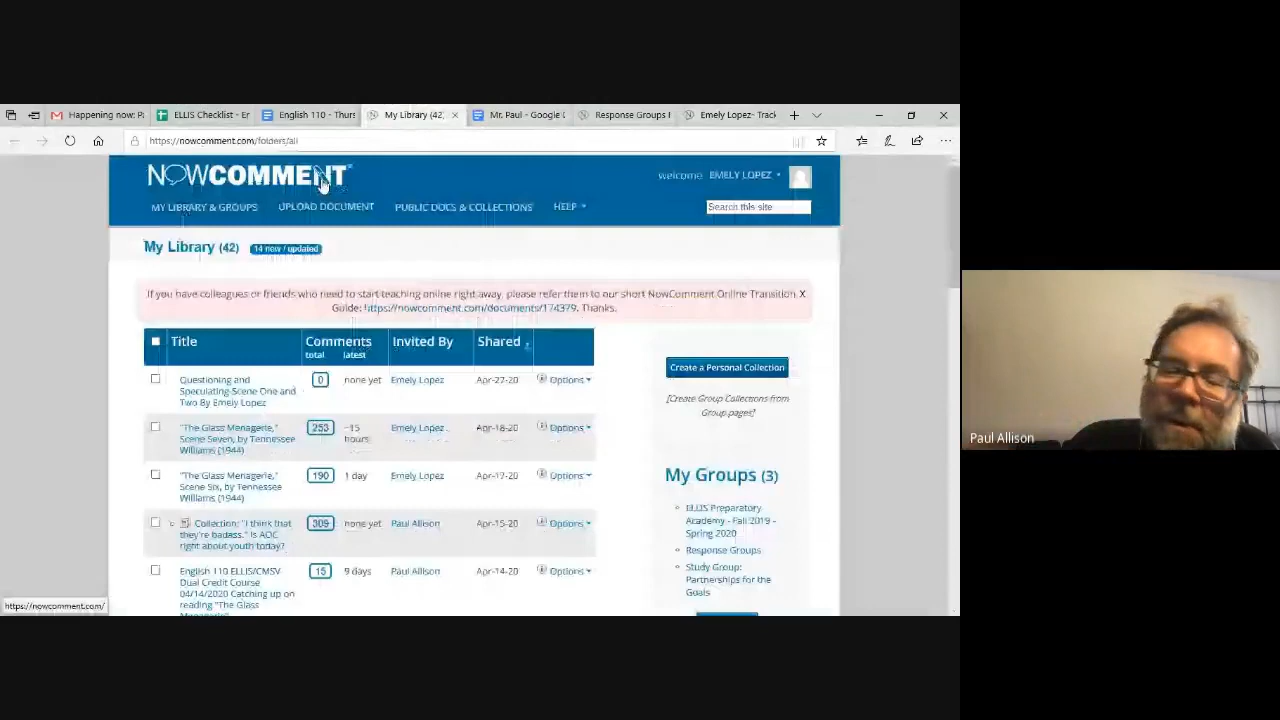 Happening now: P
ELLIS Checklist - Er
English 110 - Thurs
My Library (42)
Mr. Paul - Google
Response Groups
Emely Lopez- Track
https://nowcomment.com/folders/all
NOWCOMMENT
welcome EMELY LOPEZ
MY LIBRARY & GROUPS
UPLOAD DOCUMENT
PUBLIC DOCS & COLLECTIONS
HELP
Search this site
My Library (42)
14 new / updated
If you have colleagues or friends who need to start teaching online right away, please refer them to our short NowComment Online Transition X
Guide: https://nowcomment.com/documents/174379. Thanks.
Title
Comments
total latest
Invited By
Shared
Questioning and
Speculating-Scene One and
Two By Emely Lopez
0
none yet
Emely Lopez
Apr-27-20
Options
"The Glass Menagerie,"
Scene Seven, by Tennessee
Williams (1944)
253
~15
hours
Emely Lopez
Apr-18-20
Options
"The Glass Menagerie,
Scene Six, by Tennessee
Williams (1944)
190
1 day
Emely Lopez
Apr-17-20
Options
Collection: "I think that
they're badass." Is AOC
right about youth today?
309
none yet
Paul Allison
Apr-15-20
Options
English 110 ELLIS/CMSV
Dual Credit Course
04/14/2020 Catching up on
reading "The Glass
15
9 days
Paul Allison
Apr-14-20
Options
Create a Personal Collection
[Create Group Collections from
Group pages]
My Groups (3)
ELLIS Preparatory
Academy - Fall 2019 -
Spring 2020
Response Groups
Study Group:
Partnerships for the
Goals
https://nowcomment.com/
Paul Allison